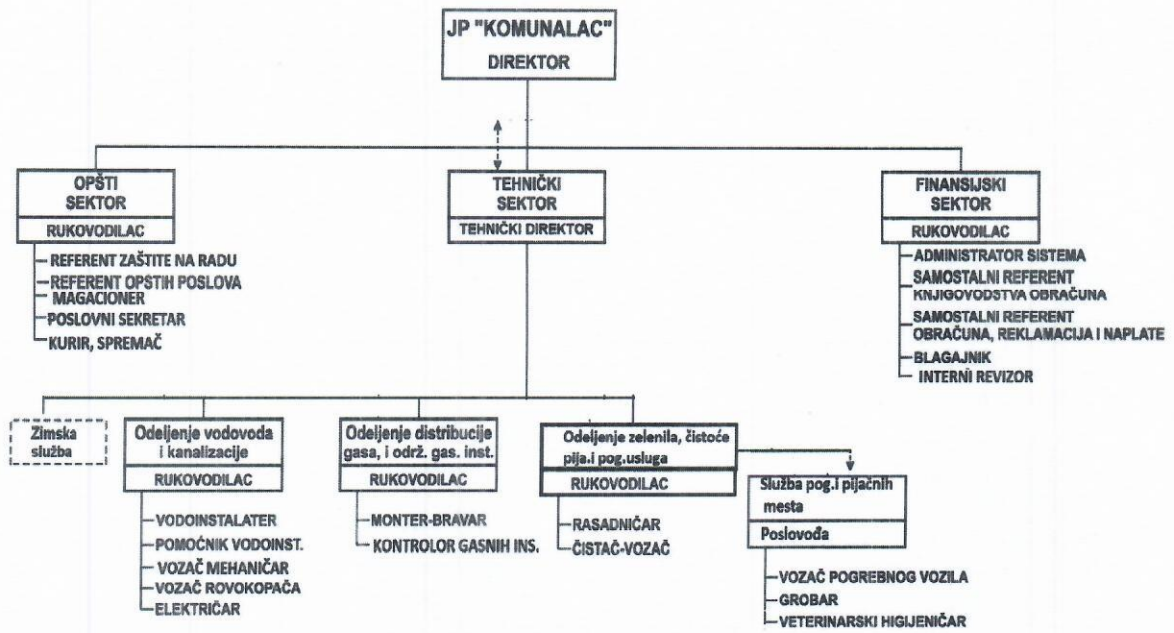 JP "KOMUNALAC"
DIREKTOR
OPŠTI
SEKTOR
RUKOVODILAC
REFERENT ZAŠTITE NA RADU
REFERENT OPŠTIH POSLOVA
MAGACIONER
POSLOVNI SEKRETAR
KURIR, SPREMAČ
TEHNIČKI
SEKTOR
TEHNIČKI DIREKTOR
FINANSIJSKI
SEKTOR
RUKOVODILAC
ADMINISTRATOR SISTEMA
SAMOSTALNI REFERENT
KNJIGOVODSTVA OBRAČUNA
SAMOSTALNI REFERENT
OBRAČUNA, REKLAMACIJA I NAPLATE
BLAGAJNIK
INTERNI REVIZOR
Zimska
služba
Odeljenje vodovoda
i kanalizacije
RUKOVODILAC
VODOINSTALATER
POMOĆNIK VODOINST.
VOZAČ MEHANIČAR
VOZAČ ROVOKOPAČA
ELEKTRIČAR
Odeljenje distribucije
gasa, i održ. gas. inst.
RUKOVODILAC
MONTER-BRAVAR
KONTROLOR GASNIH INS.
Odeljenje zelenila, čistoće
pija.i pog.usluga
RUKOVODILAC
RASADNIČAR
ČISTAČ-VOZAČ
Služba pog.i pijačnih
mesta
Poslovođa
VOZAČ POGREBNOG VOZILA
GROBAR
VETERINARSKI HIGIJENIČAR